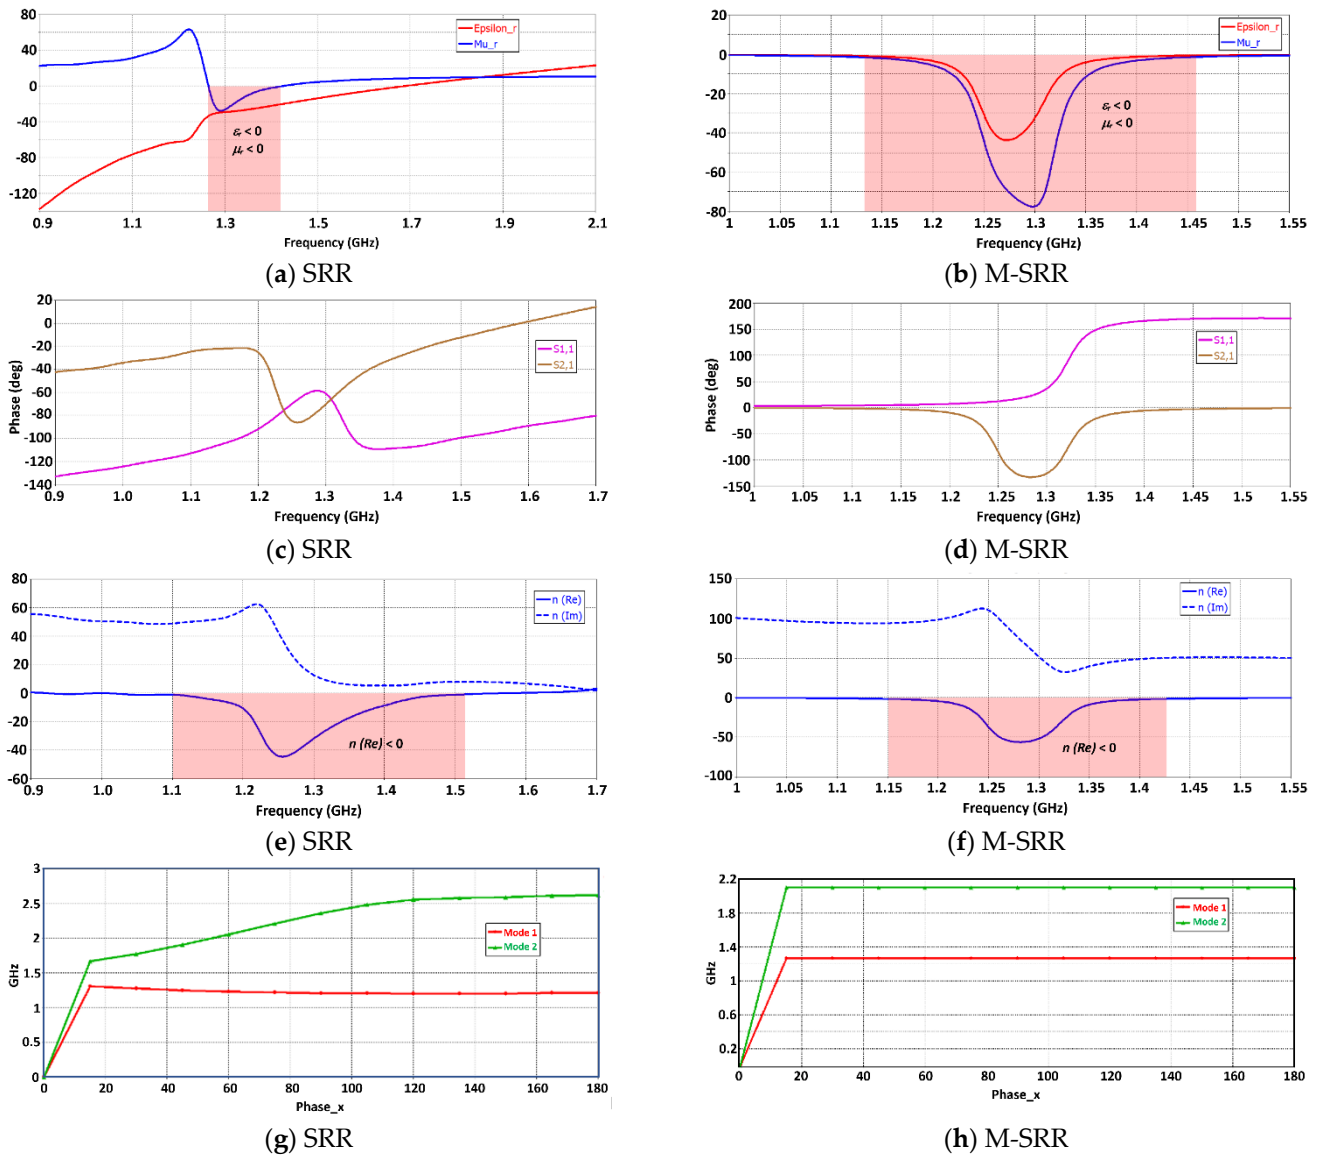 80
40
0
-40
-80
-120
Epsilon_r
Mu_r
εr < 0
μr < 0
0.9 1.1 1.3 1.5 1.7 1.9 2.1
Frequency (GHz)
(a) SRR
20
0
-20
-40
-60
-80
Epsilon_r
Mu_r
εr < 0
μr < 0
1 1.05 1.1 1.15 1.2 1.25 1.3 1.35 1.4 1.45 1.5 1.55
Frequency (GHz)
(b) M-SRR
Phase (deg)
20
0
-20
-40
-60
-80
-100
-120
-140
S1,1
S2,1
0.9 1.0 1.1 1.2 1.3 1.4 1.5 1.6 1.7
Frequency (GHz)
(c) SRR
Phase (deg)
200
150
100
50
0
-50
-100
-150
S1,1
S2,1
1 1.05 1.1 1.15 1.2 1.25 1.3 1.35 1.4 1.45 1.5 1.55
Frequency (GHz)
(d) M-SRR
80
60
40
20
0
-20
-40
-60
n (Re)
n (Im)
n (Re) < 0
0.9 1.0 1.1 1.2 1.3 1.4 1.5 1.6 1.7
Frequency (GHz)
(e) SRR
150
100
50
0
-50
-100
n (Re)
n (Im)
n (Re) < 0
1 1.05 1.1 1.15 1.2 1.25 1.3 1.35 1.4 1.45 1.5 1.55
Frequency (GHz)
(f) M-SRR
GHz
3
2.5
2
1.5
1
0.5
0
Mode 1
Mode 2
0 20 40 60 80 100 120 140 160 180
Phase_x
(g) SRR
GHz
2.2
1.8
1.4
1
0.6
0.2
Mode 1
Mode 2
0 20 40 60 80 100 120 140 160 180
Phase_x
(h) M-SRR